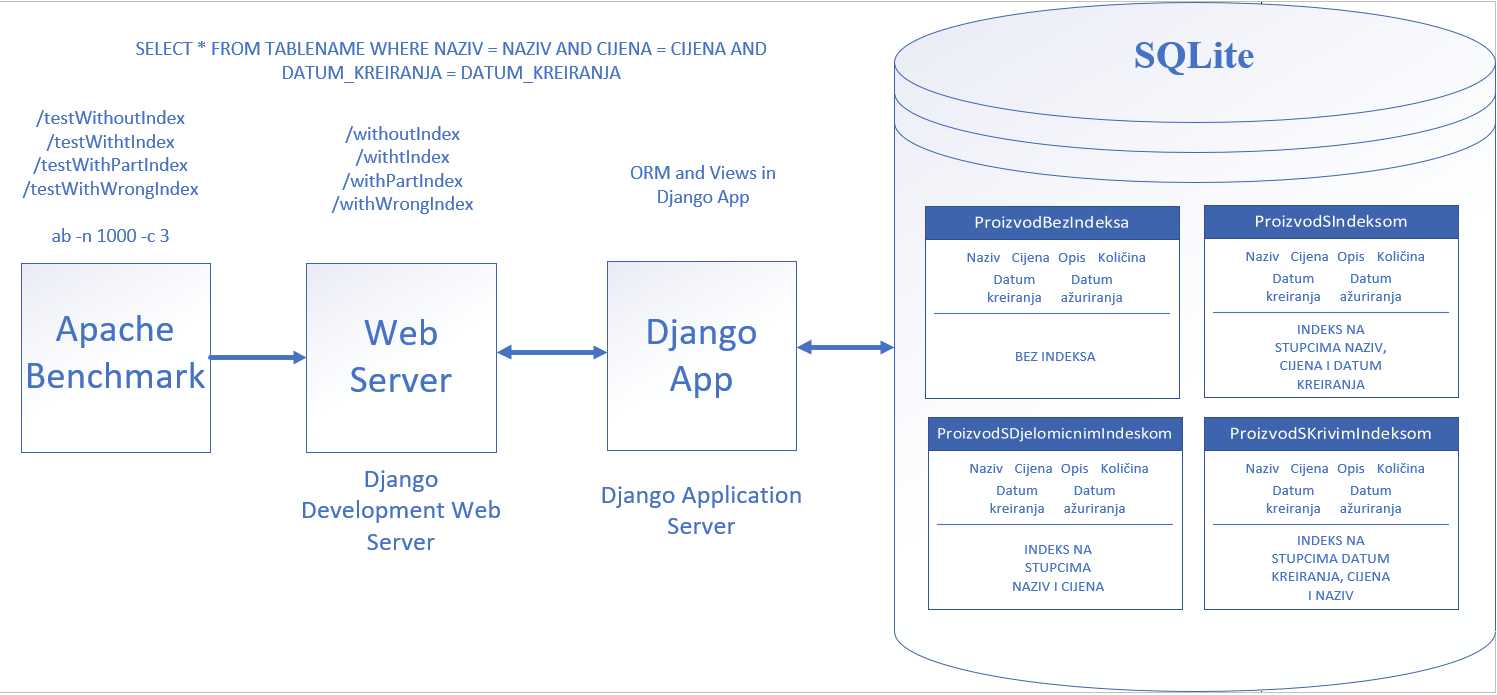 SELECT * FROM TABLENAME WHERE NAZIV = NAZIV AND CIJENA = CIJENA AND
DATUM_KREIRANJA = DATUM_KREIRANJA
/testWithoutIndex
/testWithtIndex
/testWithPartIndex
/testWithWrongIndex
ab -n 1000 -c 3
Apache
Benchmark
/withoutIndex
/withtIndex
/withPartIndex
/withWrongIndex
Web
Server
Django
Development Web
Server
ORM and Views in
Django App
Django
App
Django Application
Server
SQLite
ProizvodBezIndeksa
Naziv Cijena Opis Količina
Datum Datum
kreiranja ažuriranja
BEZ INDEKSA
ProizvodSIndeksom
Naziv Cijena Opis Količina
Datum Datum
kreiranja ažuriranja
INDEKS NA
STUPCIMA NAZIV,
CIJENA I DATUM
KREIRANJA
ProizvodSDjelomicnimIndeskom
Naziv Cijena Opis Količina
Datum Datum
kreiranja ažuriranja
INDEKS NA
STUPCIMA
NAZIV I CIJENA
ProizvodSKrivimIndeksom
Naziv Cijena Opis Količina
Datum Datum
kreiranja ažuriranja
INDEKS NA
STUPCIMA DATUM
KREIRANJA, CIJENA
I NAZIV